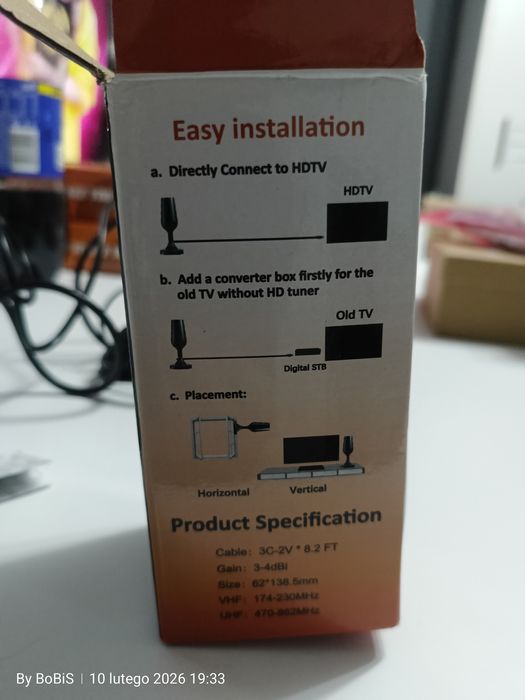 Easy installation
a. Directly Connect to HDTV
HDTV
b. Add a converter box firstly for the
old TV without HD tuner
Old TV
Digital STB
c. Placement:
Horizontal
Vertical
Product Specification
Cable: 3C-2V * 8.2 FT
Gain: 3-4dBi
Size: 62*138.5mm
VHF: 174-230MHz
UHF: 470-862MHz
By BoBiS | 10 lutego 2026 19:33